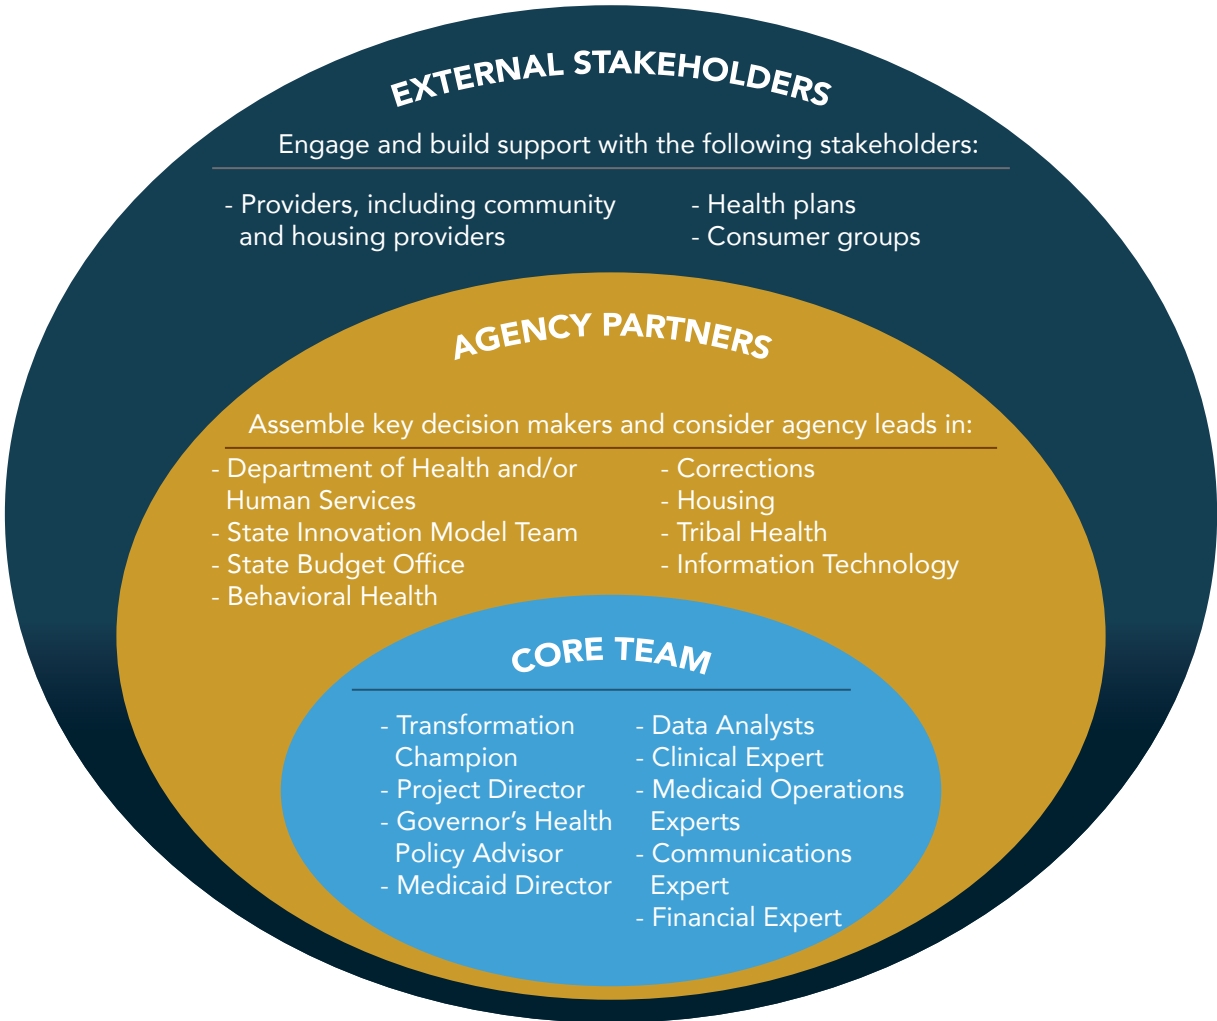 EXTERNAL STAKEHOLDERS
Engage and build support with the following stakeholders:
- Providers, including community
and housing providers
- Health plans
- Consumer groups
AGENCY PARTNERS
Assemble key decision makers and consider agency leads in:
- Department of Health and/or
Human Services
- State Innovation Model Team
- State Budget Office
- Behavioral Health
- Corrections
- Housing
- Tribal Health
- Information Technology
CORE TEAM
- Transformation
Champion
- Project Director
- Governor’s Health
Policy Advisor
- Medicaid Director
- Data Analysts
- Clinical Expert
- Medicaid Operations
Experts
- Communications
Expert
- Financial Expert